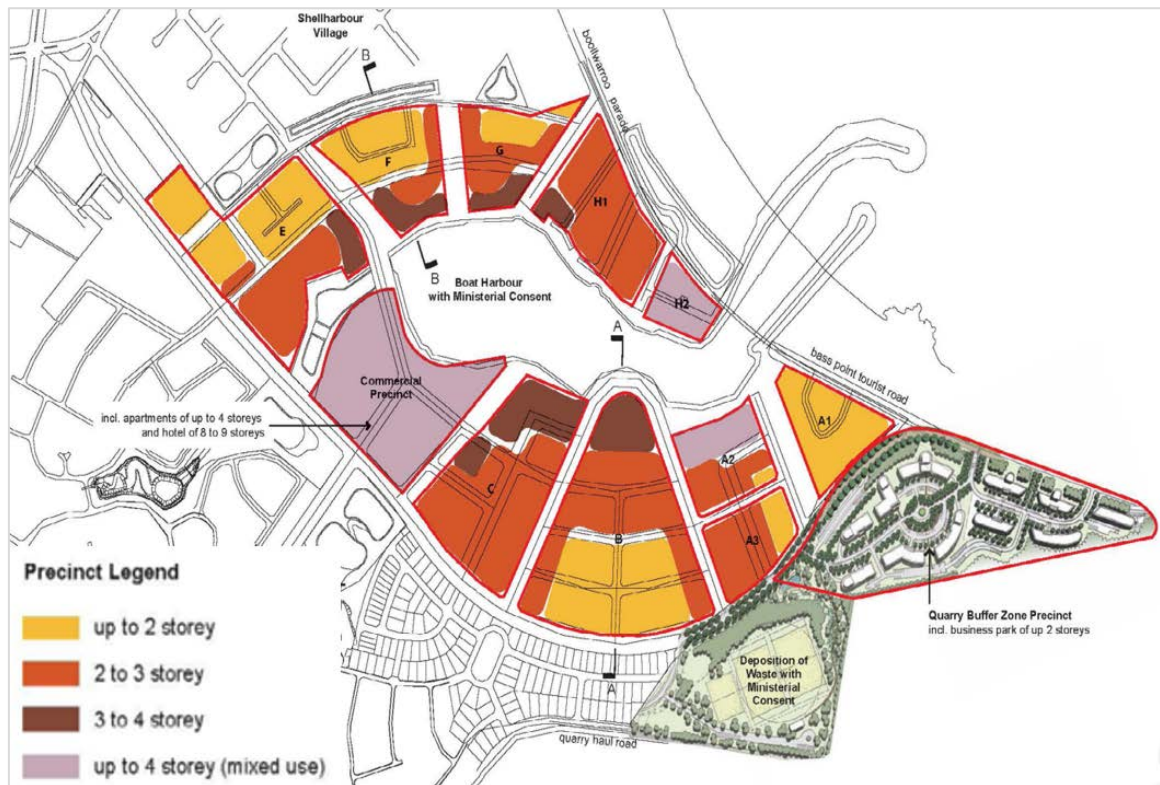 Shellharbour
Village
B
boollwarroo parade
F
G
H1
E
B
Boat Harbour
with Ministerial Consent
H2
A
bass point tourist road
Commercial
Precinct
incl. apartments of up to 4 storeys
and hotel of 8 to 9 storeys
A1
A2
C
B
A3
Quarry Buffer Zone Precinct
incl. business park of up 2 storeys
Deposition of
Waste with
Ministerial
Consent
A
quarry haul road
Precinct Legend
up to 2 storey
2 to 3 storey
3 to 4 storey
up to 4 storey (mixed use)